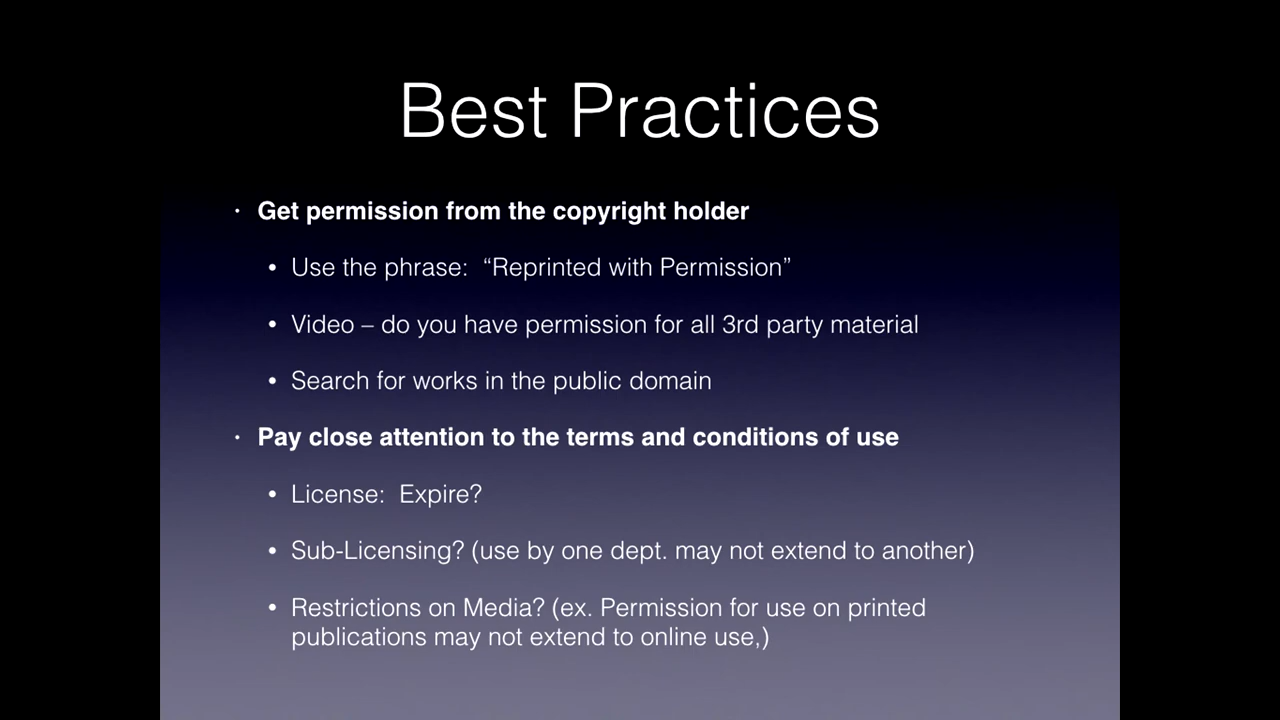 Best Practices
• Get permission from the copyright holder
• Use the phrase:  “Reprinted with Permission”
• Video – do you have permission for all 3rd party material
• Search for works in the public domain
• Pay close attention to the terms and conditions of use
• License:  Expire?
• Sub-Licensing? (use by one dept. may not extend to another)
• Restrictions on Media? (ex. Permission for use on printed
publications may not extend to online use,)